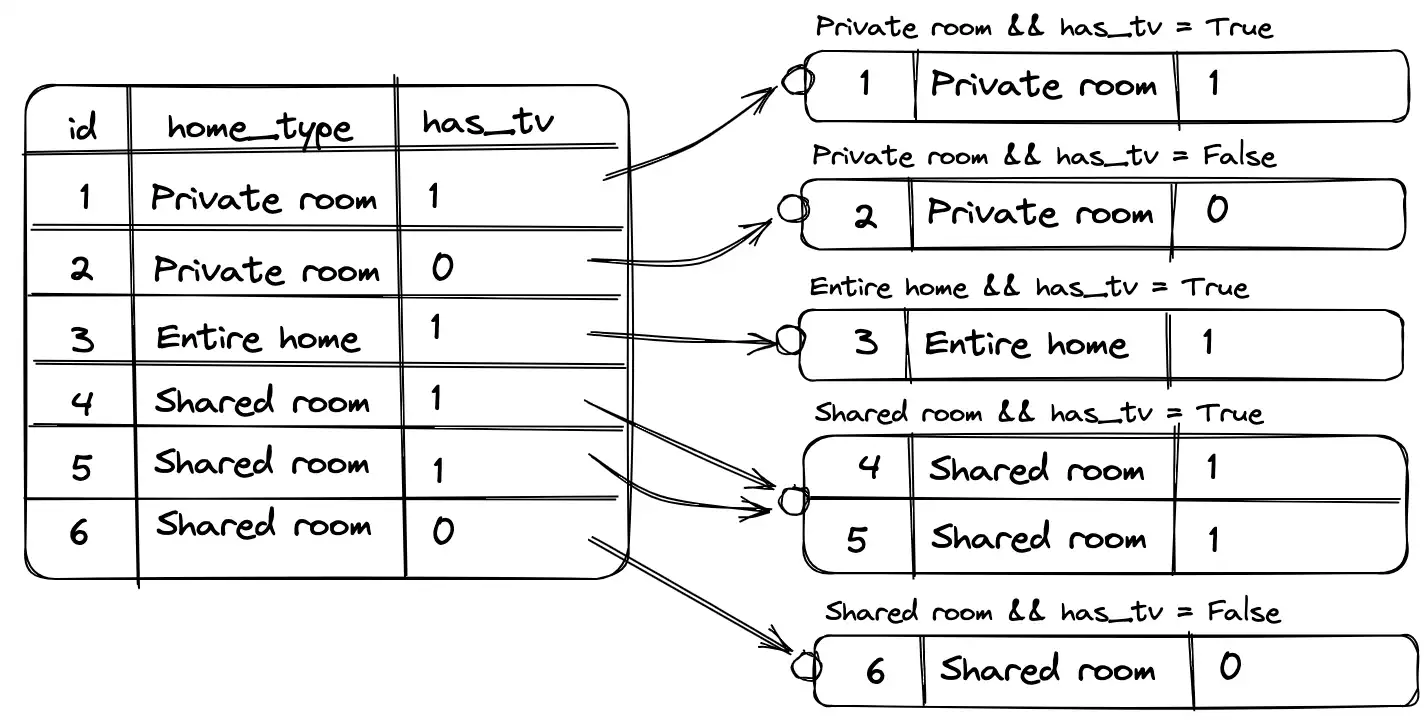 id home_type has_tv
1 Private room 1
2 Private room 0
3 Entire home 1
4 Shared room 1
5 Shared room 1
6 Shared room 0
Private room && has_tv = True
1 Private room 1
Private room && has_tv = False
2 Private room 0
Entire home && has_tv = True
3 Entire home 1
Shared room && has_tv = True
4 Shared room 1
5 Shared room 1
Shared room && has_tv = False
6 Shared room 0